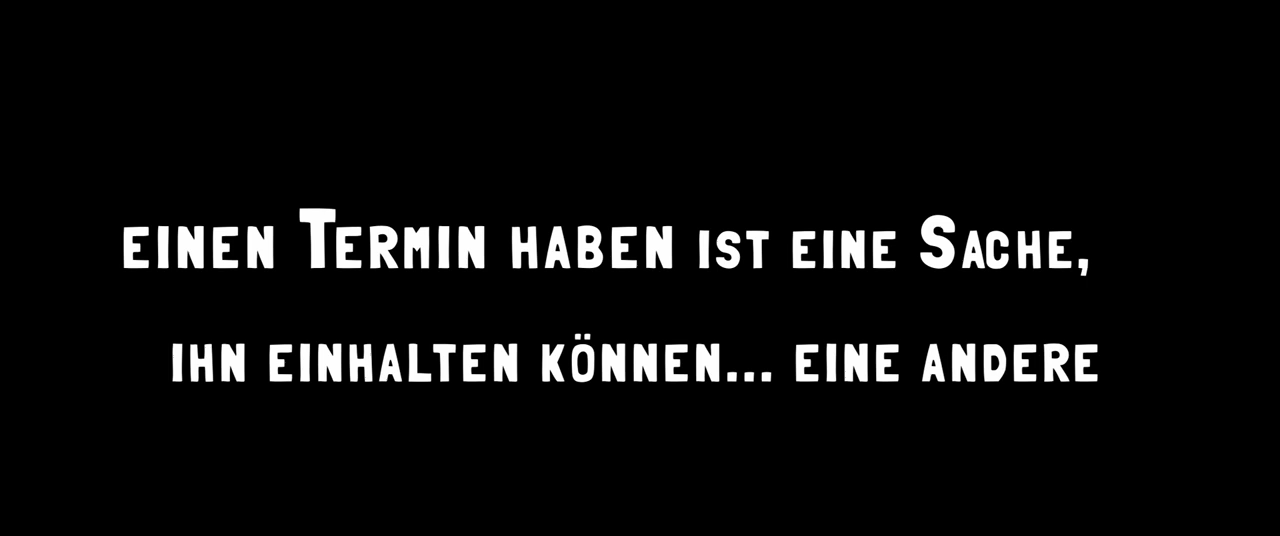 einen Termin haben ist eine Sache,
ihn einhalten können... eine andere